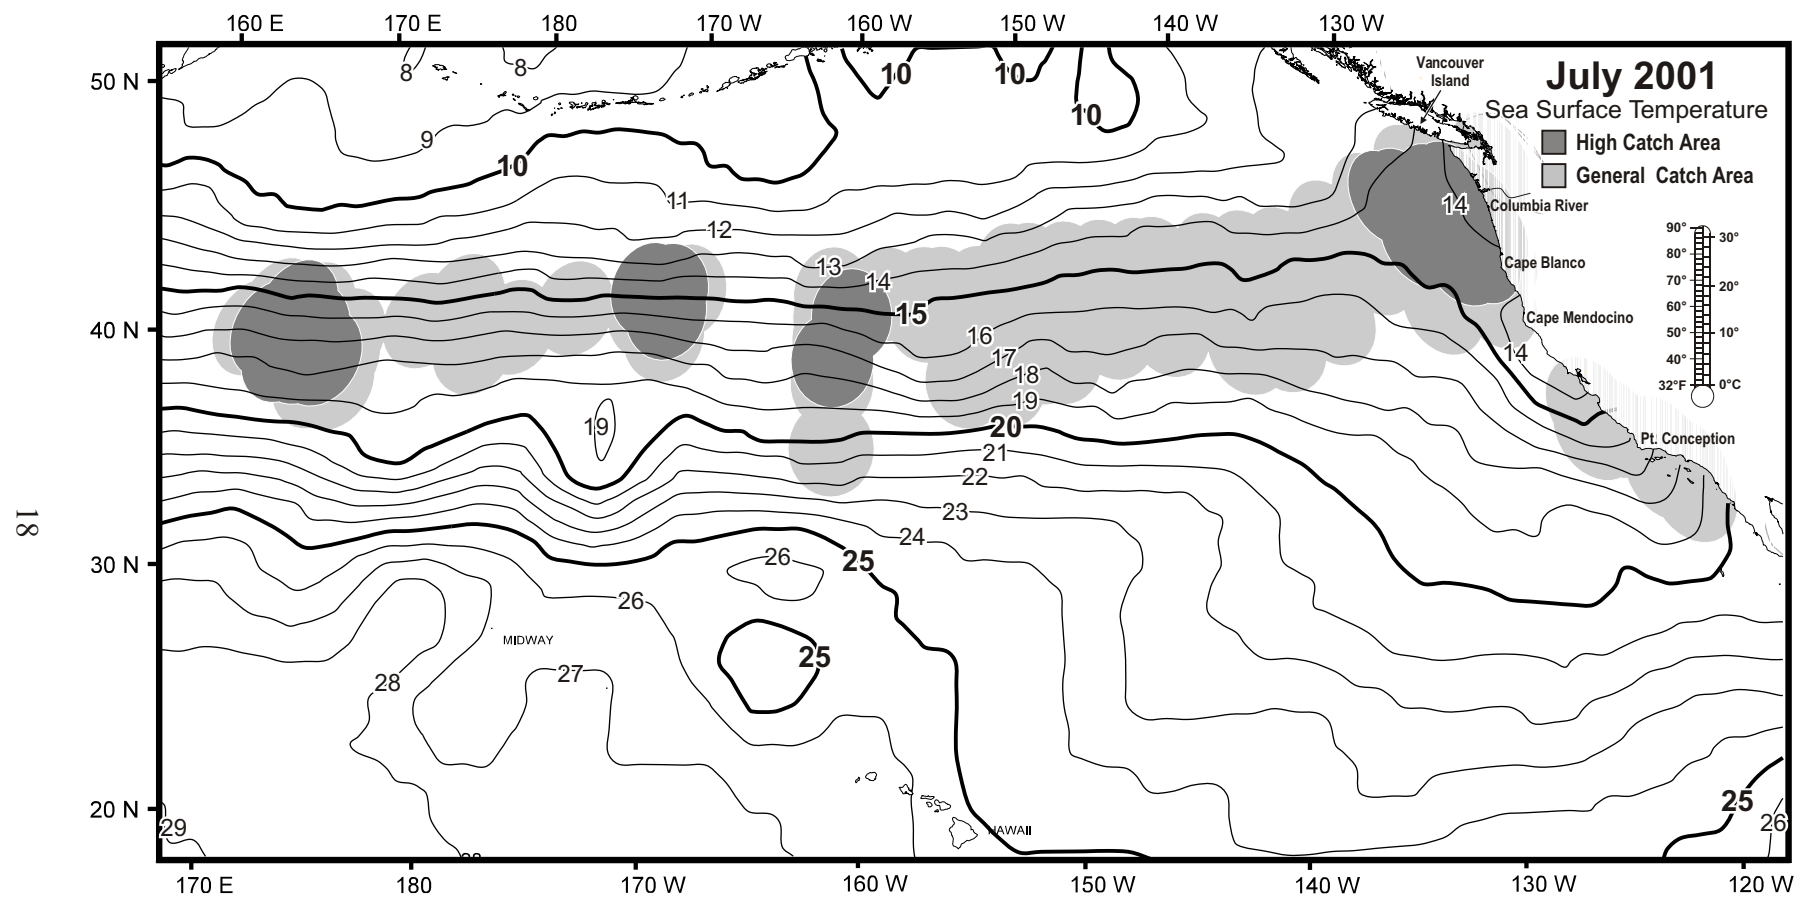 160 E 170 E 180 170 W 160 W 150 W 140 W 130 W
July 2001
Sea Surface Temperature
High Catch Area
General Catch Area
Vancouver
Island
Columbia River
Cape Blanco
Cape Mendocino
Pt. Conception
90° 30°
80°
70° 20°
60°
50° 10°
40°
32°F 0°C
50 N
40 N
30 N
20 N
8 8 10 10
10
9
10
11
12
13
14
15
14
14
16
17
18
19
19
20
21
22
23
24
25
26
26
25
27
28
29
25
26
MIDWAY
HAWAII
170 E 180 170 W 160 W 150 W 140 W 130 W 120 W
18